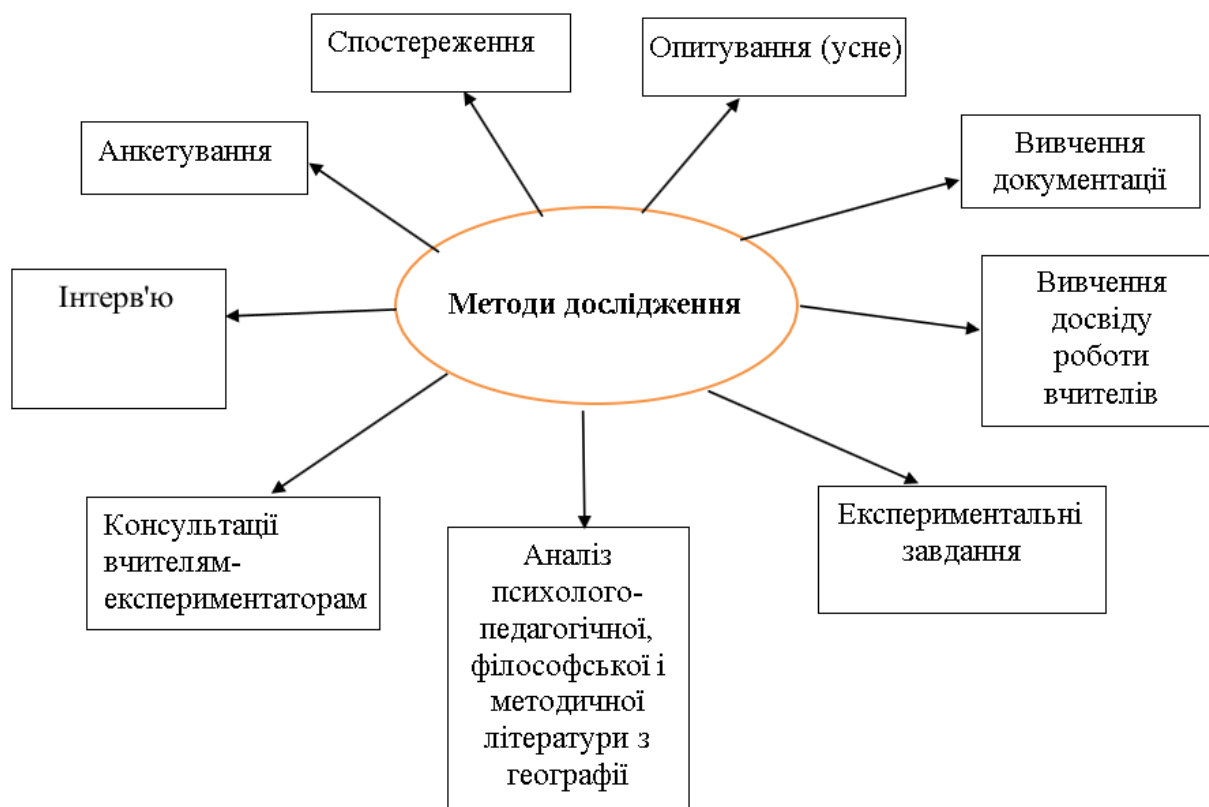 Спостереження
Опитування (усне)
Анкетування
Вивчення
документації
Інтерв'ю
Методи дослідження
Вивчення
досвіду
роботи
вчителів
Консультації
вчителям-
експериментаторам
Аналіз
психолого-
педагогічної,
філософської і
методичної
літератури з
географії
Експериментальні
завдання